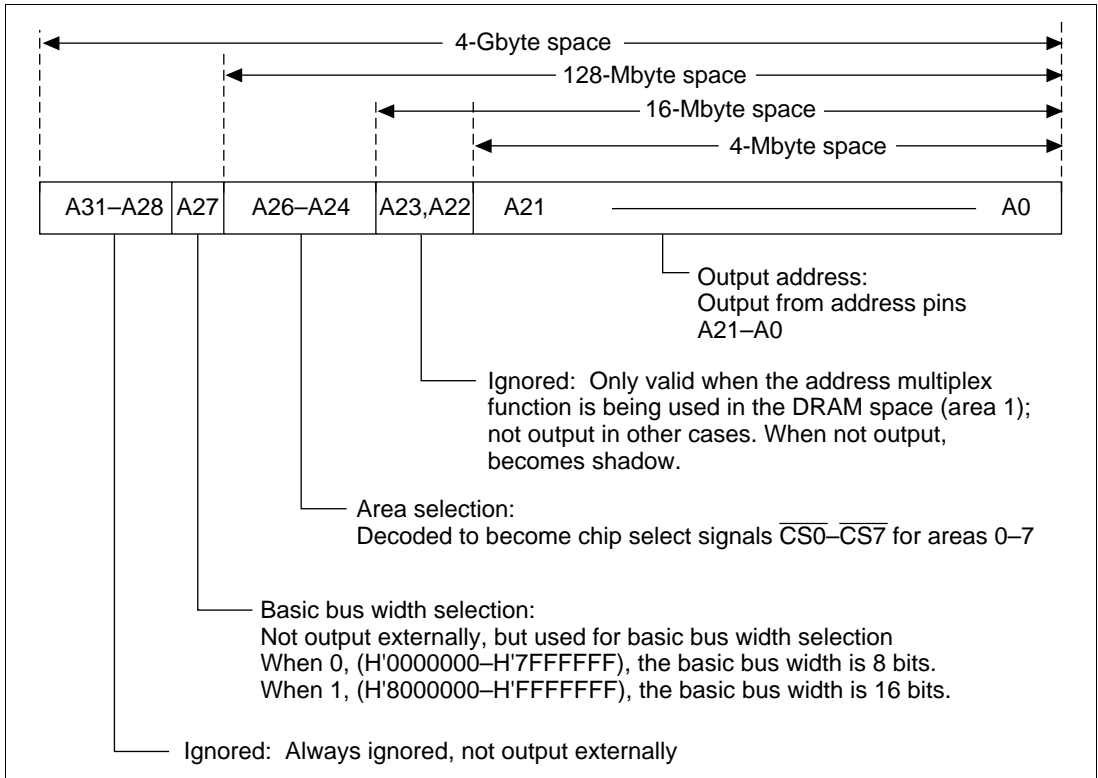 4-Gbyte space
128-Mbyte space
16-Mbyte space
4-Mbyte space
A31–A28 A27 A26–A24 A23,A22 A21 A0
Output address:
Output from address pins
A21–A0
Ignored: Only valid when the address multiplex
function is being used in the DRAM space (area 1);
not output in other cases. When not output,
becomes shadow.
Area selection:
Decoded to become chip select signals C̅S̅0̅–C̅S̅7̅ for areas 0–7
Basic bus width selection:
Not output externally, but used for basic bus width selection
When 0, (H'0000000–H'7FFFFFF), the basic bus width is 8 bits.
When 1, (H'8000000–H'FFFFFFF), the basic bus width is 16 bits.
Ignored: Always ignored, not output externally